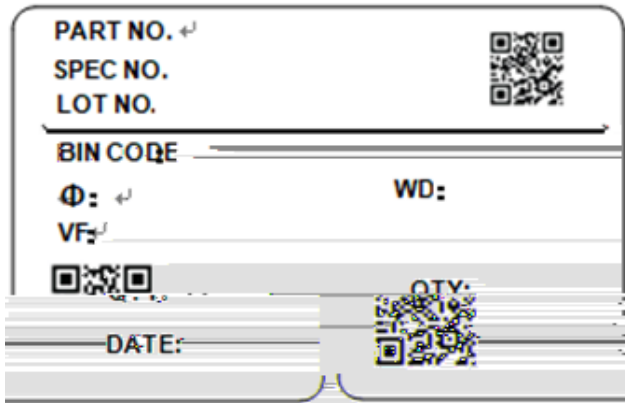 PART NO.
SPEC NO.
LOT NO.
BIN CODE:
Φ: WD:
VF:
QTY:
DATE: